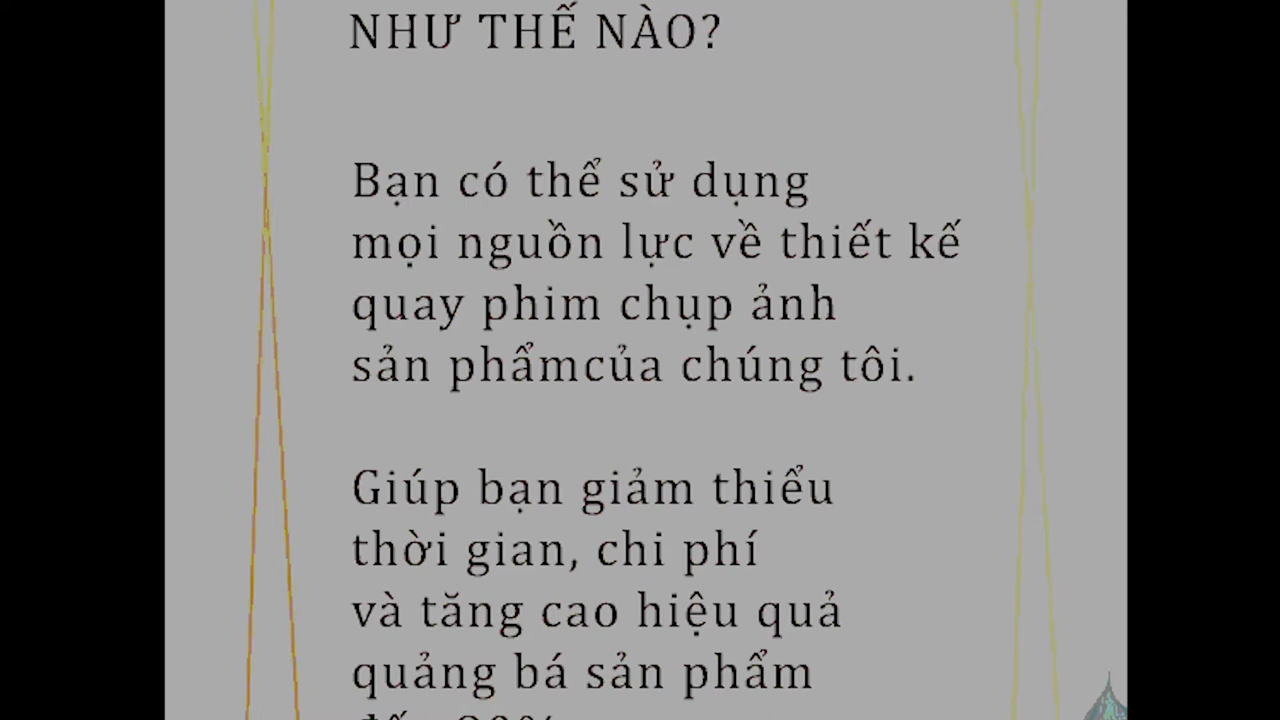 NHƯ THẾ NÀO?
Bạn có thể sử dụng
mọi nguồn lực về thiết kế
quay phim chụp ảnh
sản phẩmcủa chúng tôi.
Giúp bạn giảm thiểu
thời gian, chi phí
và tăng cao hiệu quả
quảng bá sản phẩm